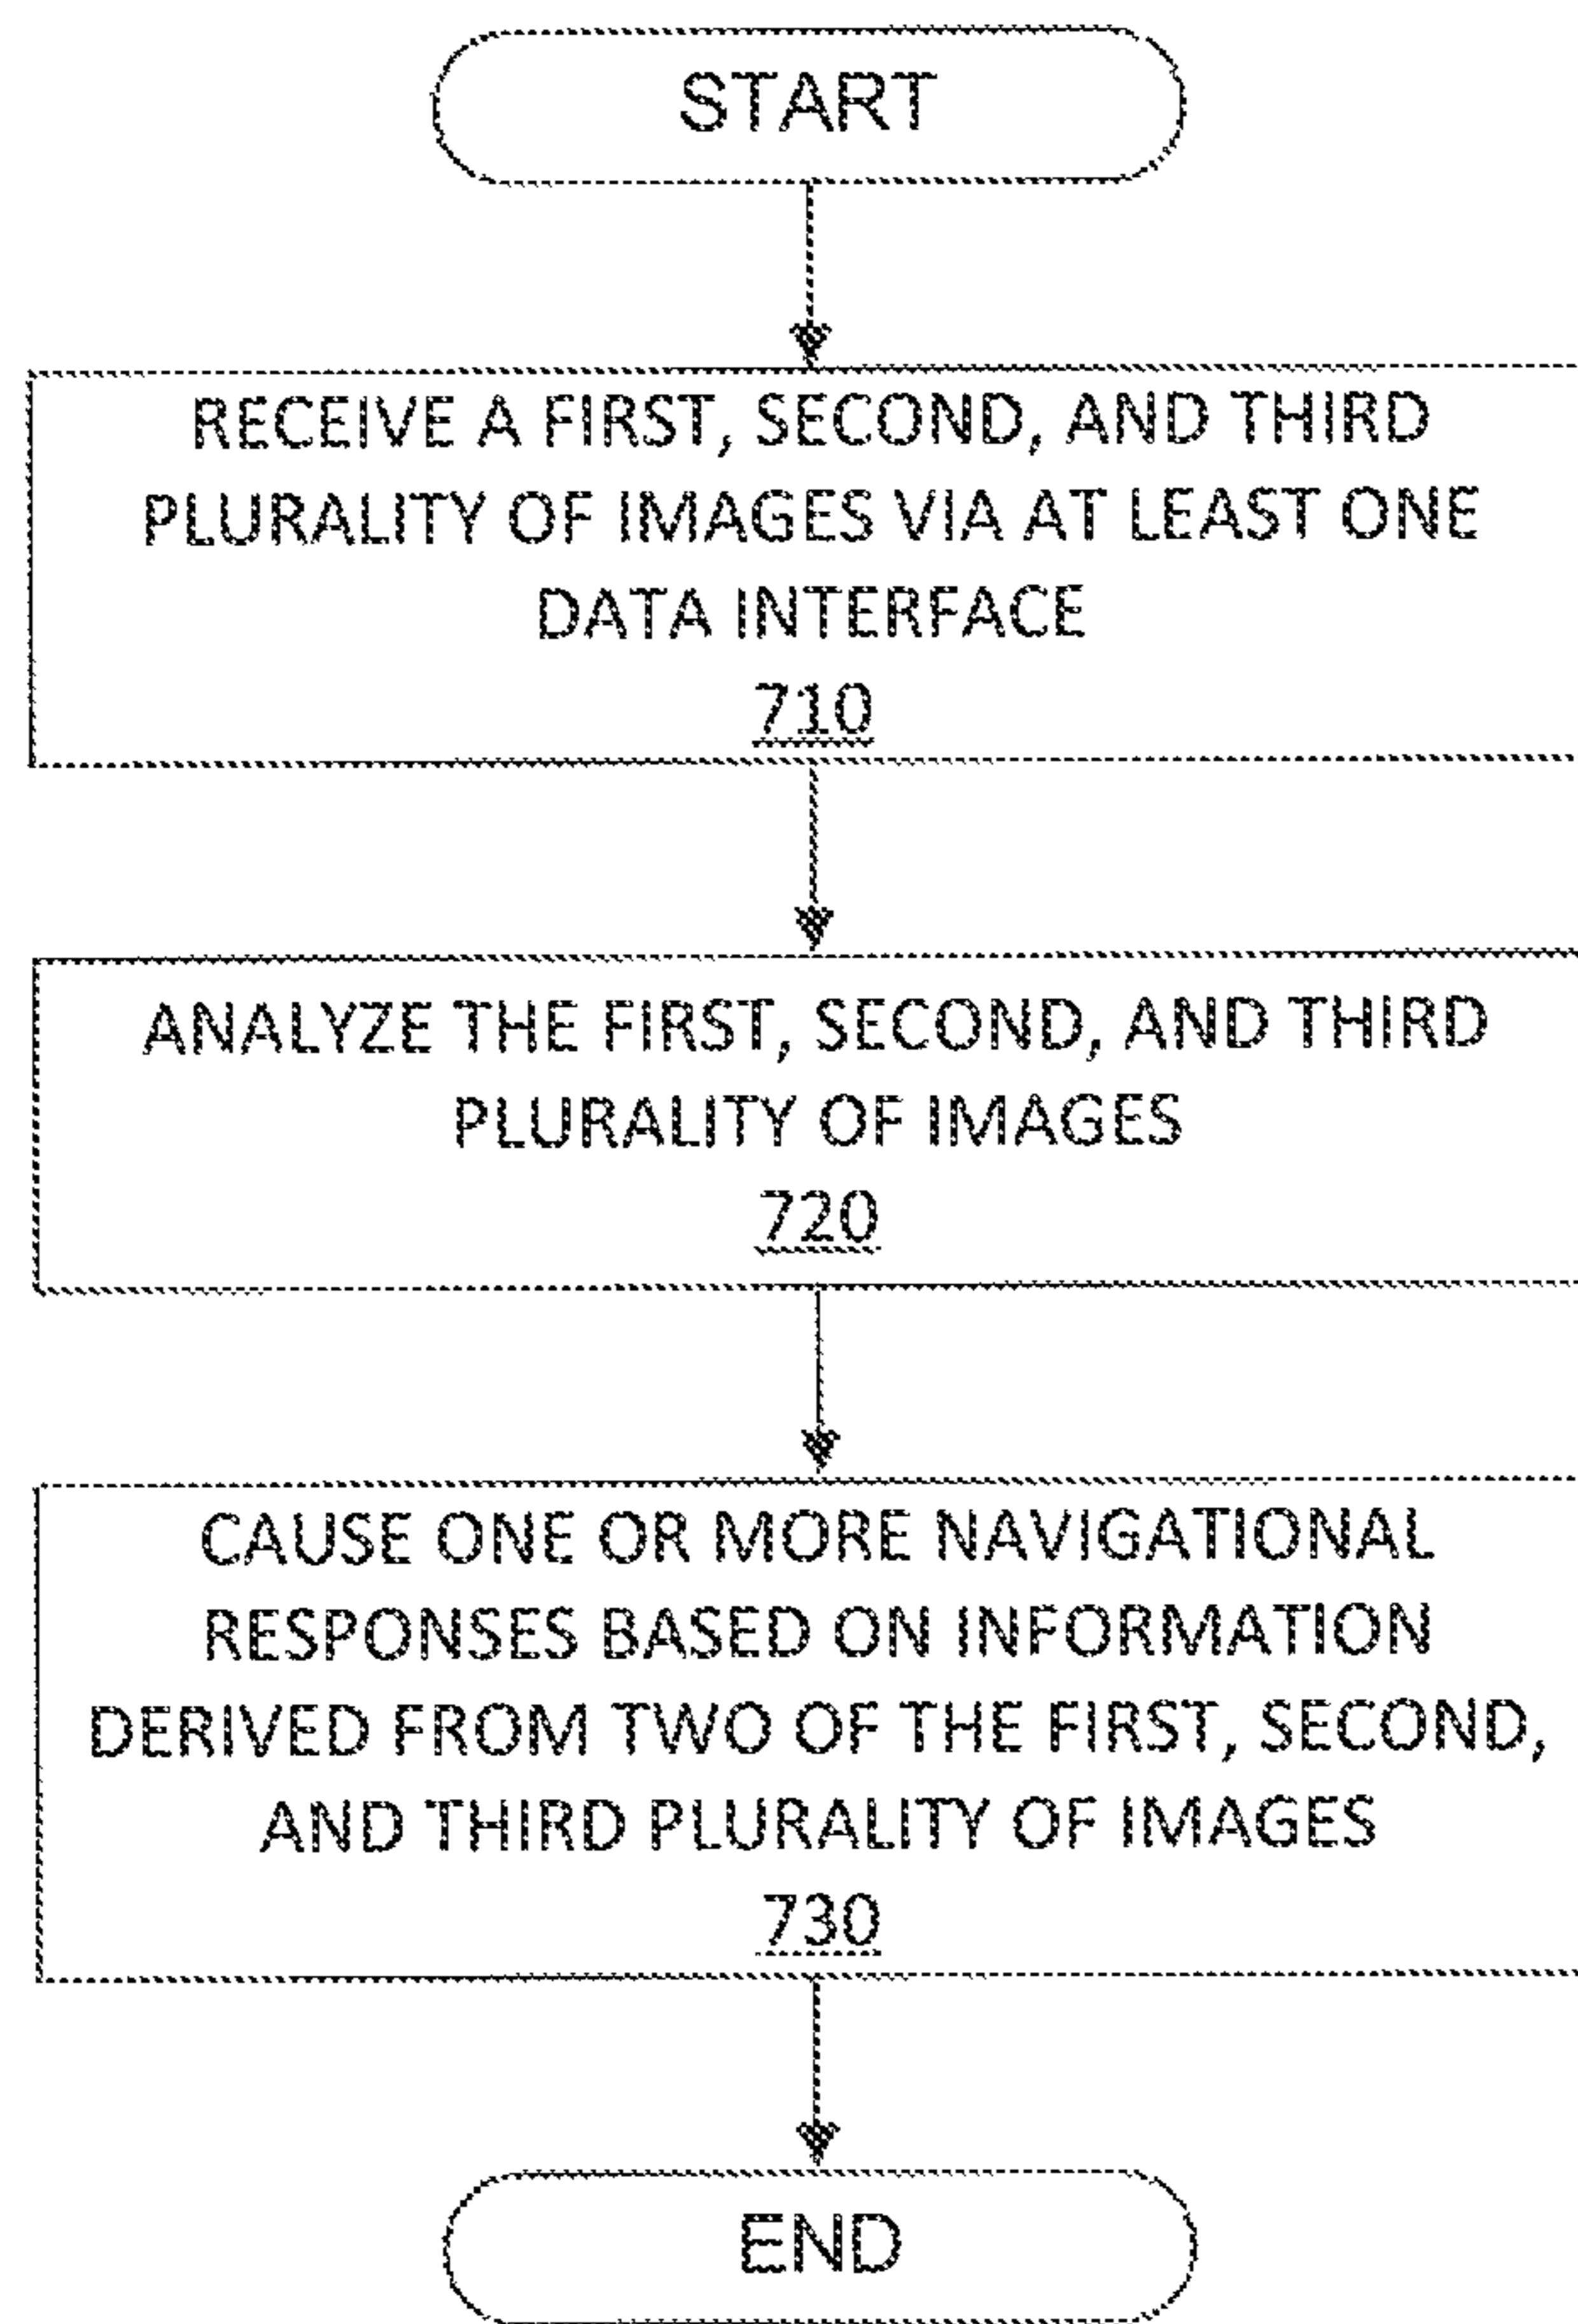 START
RECEIVE A FIRST, SECOND, AND THIRD
PLURALITY OF IMAGES VIA AT LEAST ONE
DATA INTERFACE
710
ANALYZE THE FIRST, SECOND, AND THIRD
PLURALITY OF IMAGES
720
CAUSE ONE OR MORE NAVIGATIONAL
RESPONSES BASED ON INFORMATION
DERIVED FROM TWO OF THE FIRST, SECOND,
AND THIRD PLURALITY OF IMAGES
730
END